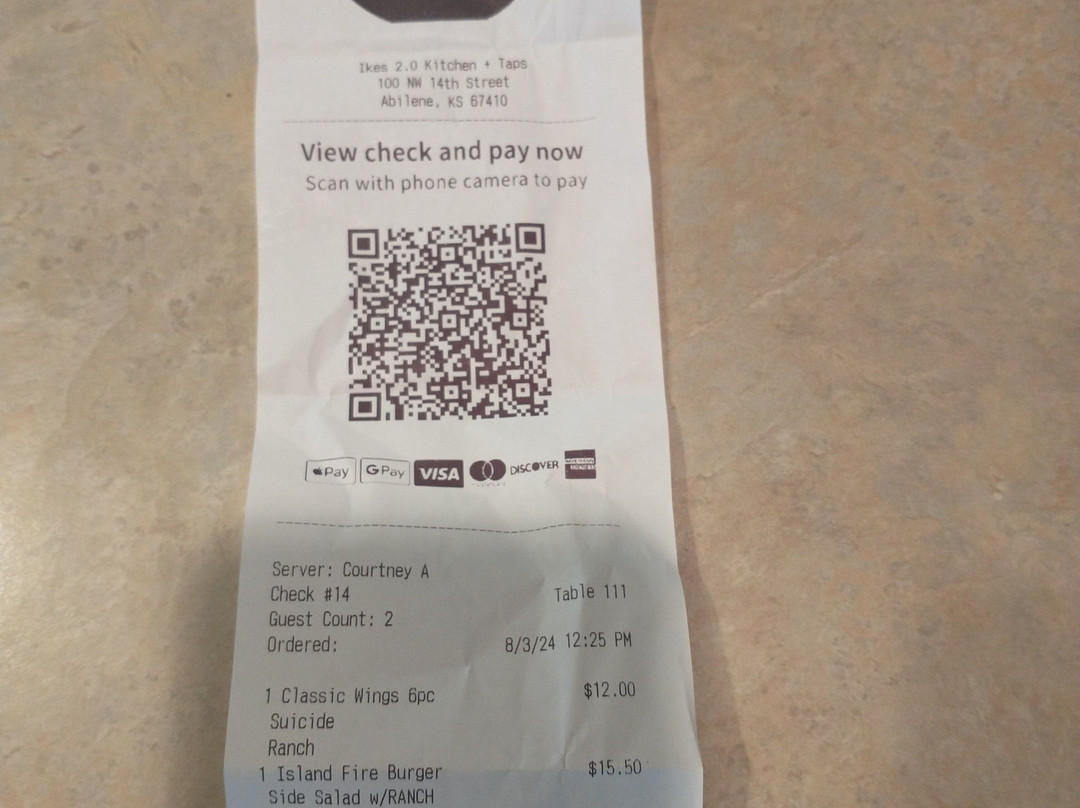 Ikes 2.0 Kitchen + Taps
100 NW 14th Street
Abilene, KS 67410
View check and pay now
Scan with phone camera to pay
Pay G Pay VISA DISCOVER
Server: Courtney A
Check #14 Table 111
Guest Count: 2
Ordered: 8/3/24 12:25 PM
1 Classic Wings 6pc $12.00
Suicide
Ranch
1 Island Fire Burger $15.50
Side Salad w/RANCH